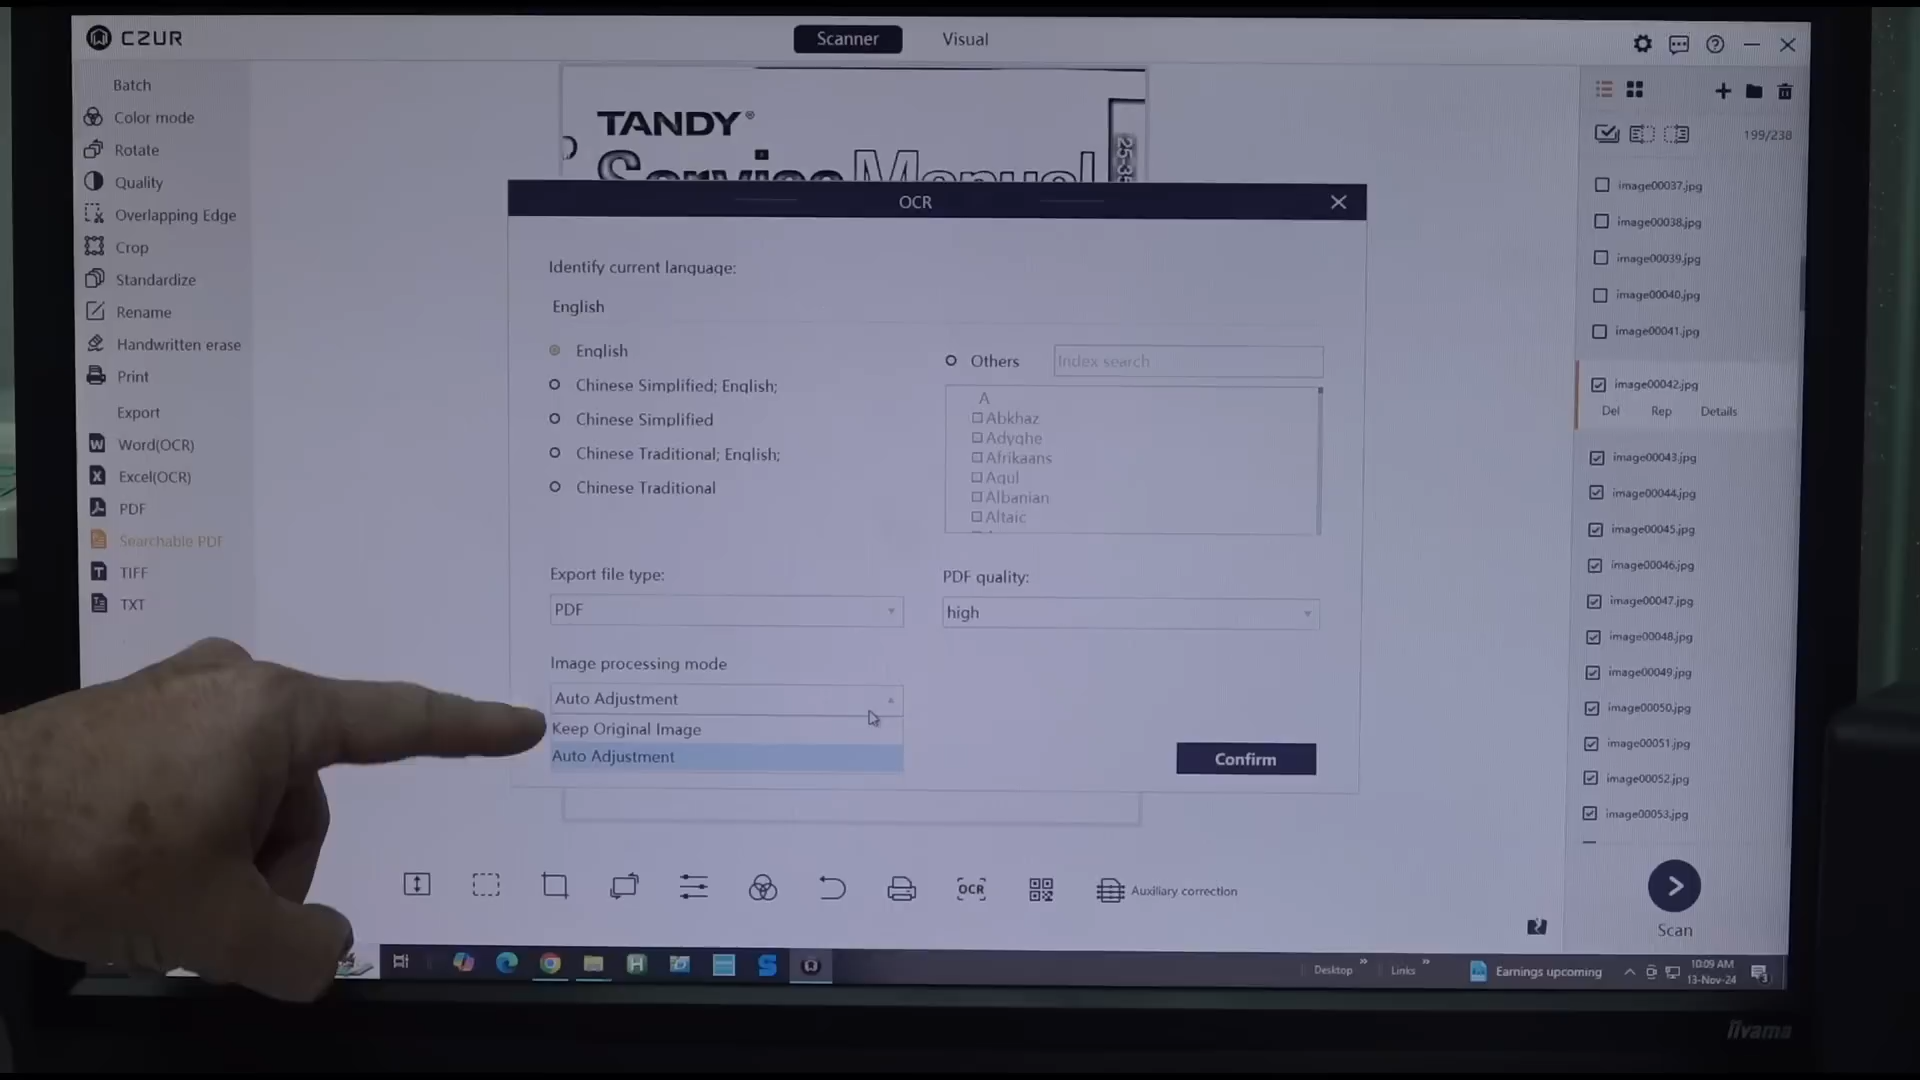 CZUR
Scanner
Visual
Batch
Color mode
Rotate
Quality
Overlapping Edge
Crop
Standardize
Rename
Handwritten erase
Print
Export
Word(OCR)
Excel(OCR)
PDF
Searchable PDF
TIFF
TXT
TANDY®
Service Manual
25-35
OCR
Identify current language:
English
English
Chinese Simplified; English;
Chinese Simplified
Chinese Traditional; English;
Chinese Traditional
Others
Index search
A
Abkhaz
Adyghe
Afrikaans
Aqul
Albanian
Altaic
Export file type:
PDF
PDF quality:
high
Image processing mode
Auto Adjustment
Keep Original Image
Auto Adjustment
Confirm
OCR
Auxiliary correction
199/238
image00037.jpg
image00038.jpg
image00039.jpg
image00040.jpg
image00041.jpg
image00042.jpg
Del Rep Details
image00043.jpg
image00044.jpg
image00045.jpg
image00046.jpg
image00047.jpg
image00048.jpg
image00049.jpg
image00050.jpg
image00051.jpg
image00052.jpg
image00053.jpg
Scan
Desktop
Links
Earnings upcoming
10:09 AM
13-Nov-24
iiyama